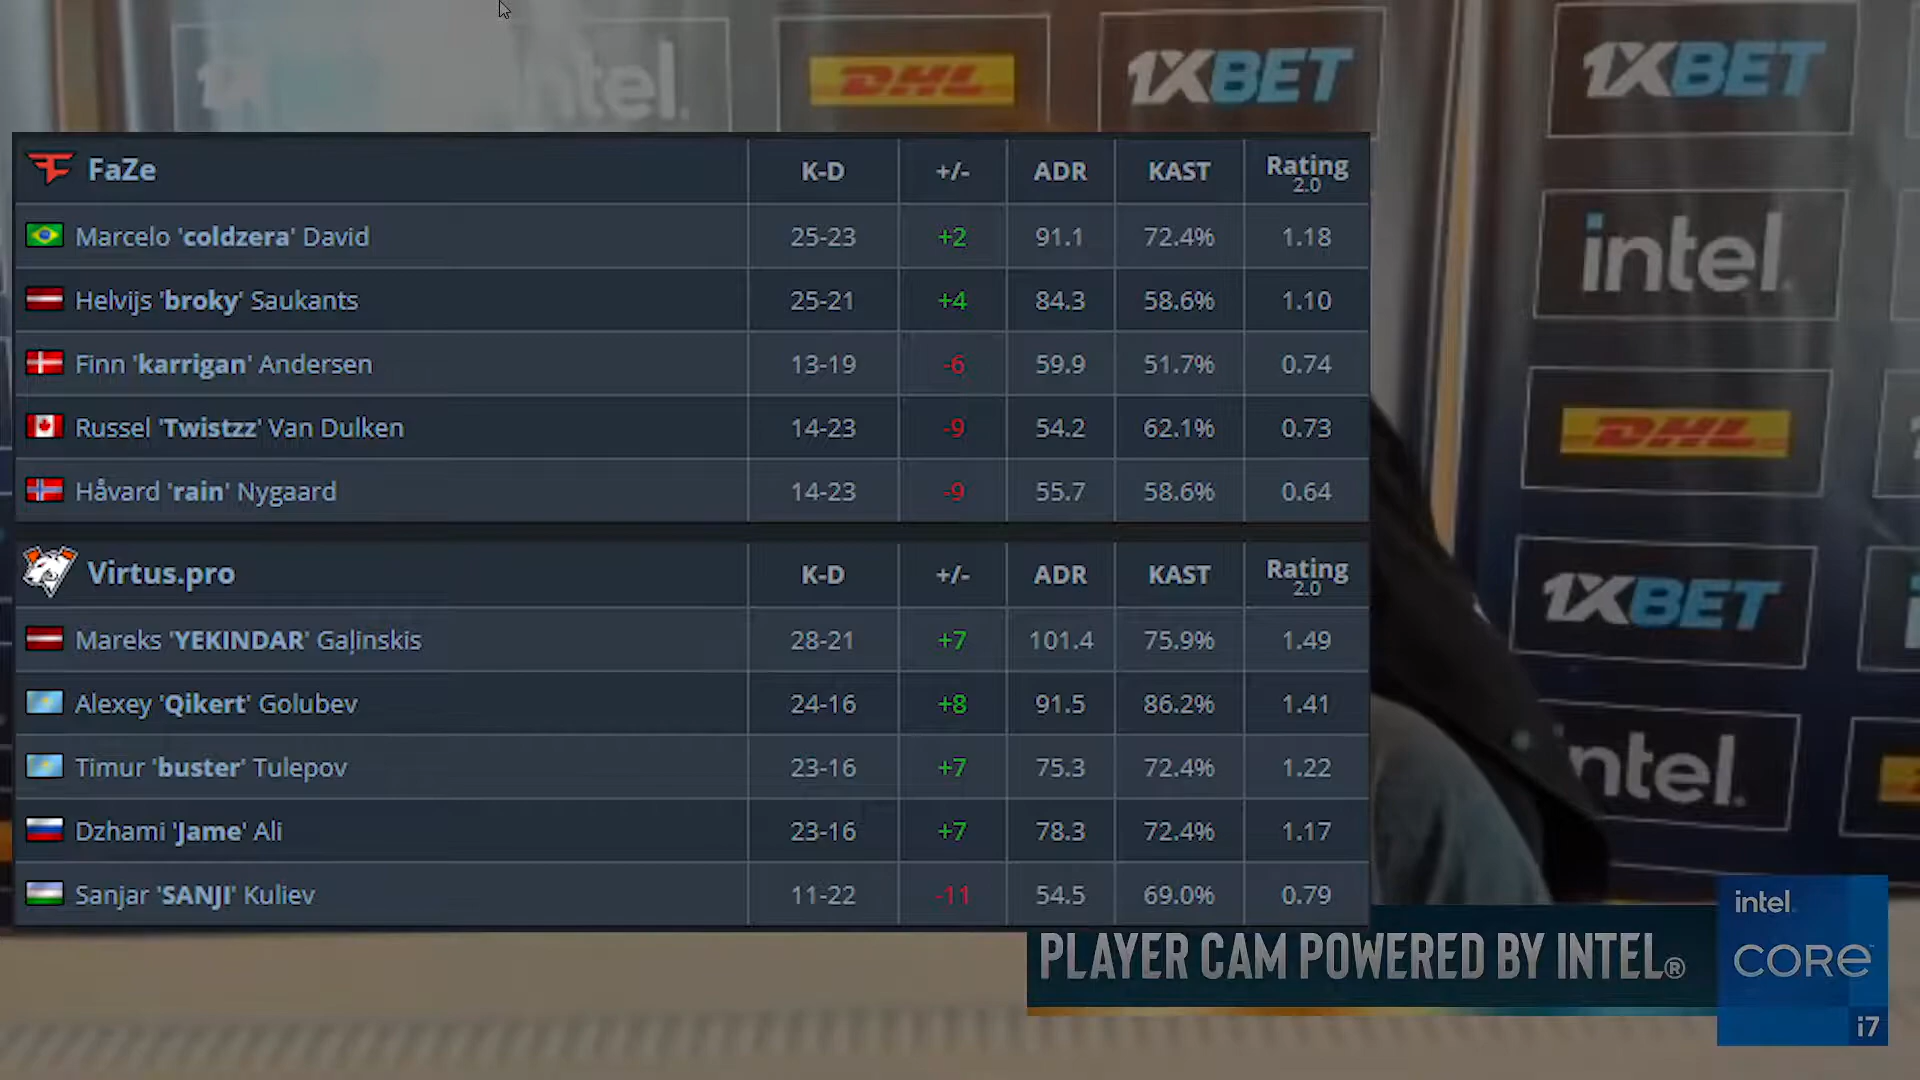 intel.
DHL
1XBET
1XBET
FaZe K-D +/- ADR KAST Rating 2.0
Marcelo 'coldzera' David 25-23 +2 91.1 72.4% 1.18
Helvijs 'broky' Saukants 25-21 +4 84.3 58.6% 1.10
Finn 'karrigan' Andersen 13-19 -6 59.9 51.7% 0.74
Russel 'Twistzz' Van Dulken 14-23 -9 54.2 62.1% 0.73
Håvard 'rain' Nygaard 14-23 -9 55.7 58.6% 0.64
Virtus.pro K-D +/- ADR KAST Rating 2.0
Mareks 'YEKINDAR' Gaļinskis 28-21 +7 101.4 75.9% 1.49
Alexey 'Qikert' Golubev 24-16 +8 91.5 86.2% 1.41
Timur 'buster' Tulepov 23-16 +7 75.3 72.4% 1.22
Dzhami 'Jame' Ali 23-16 +7 78.3 72.4% 1.17
Sanjar 'SANJI' Kuliev 11-22 -11 54.5 69.0% 0.79
intel.
DHL
1XBET
intel.
PLAYER CAM POWERED BY INTEL®
intel.
CORE™
i7